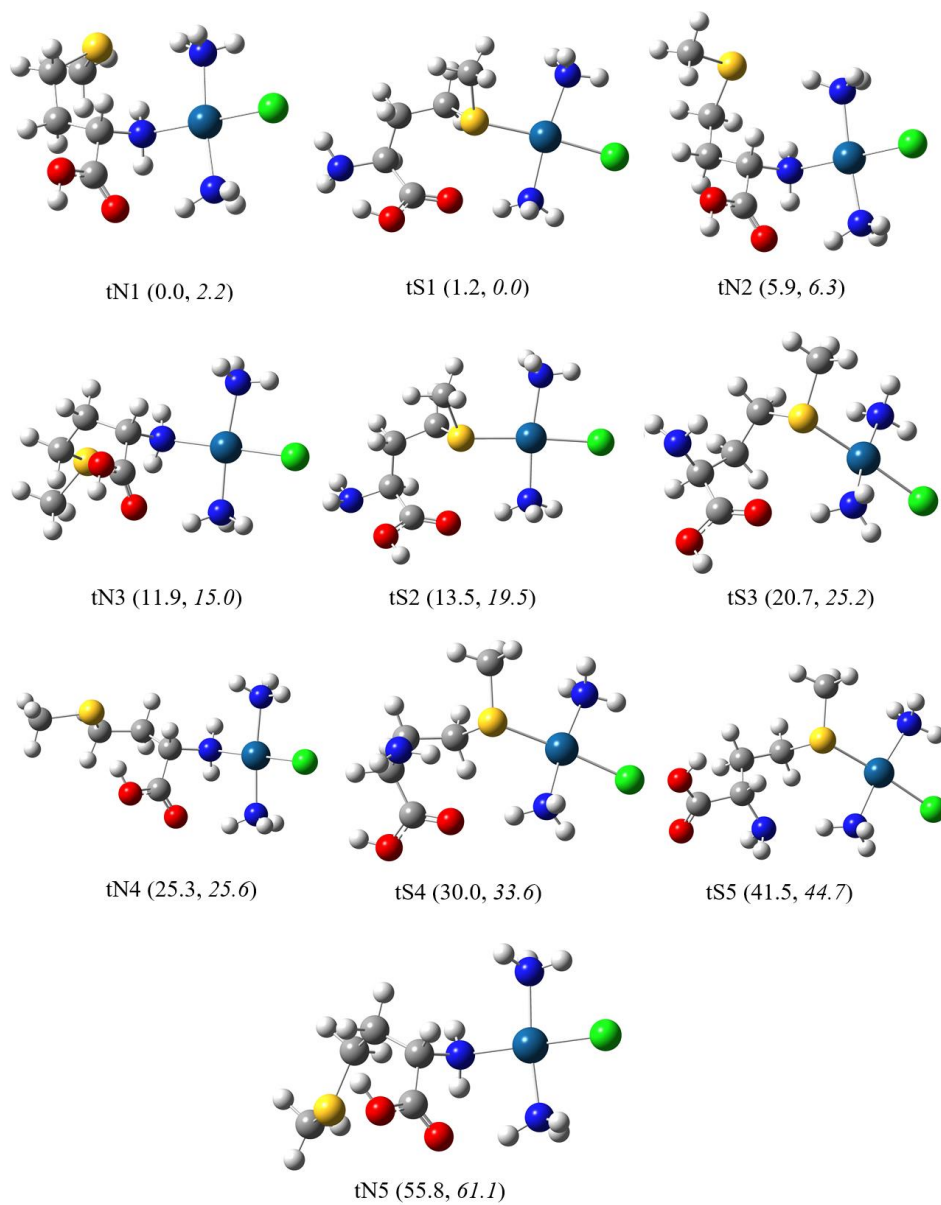 tN1 (0.0, 2.2)
tS1 (1.2, 0.0)
tN2 (5.9, 6.3)
tN3 (11.9, 15.0)
tS2 (13.5, 19.5)
tS3 (20.7, 25.2)
tN4 (25.3, 25.6)
tS4 (30.0, 33.6)
tS5 (41.5, 44.7)
tN5 (55.8, 61.1)